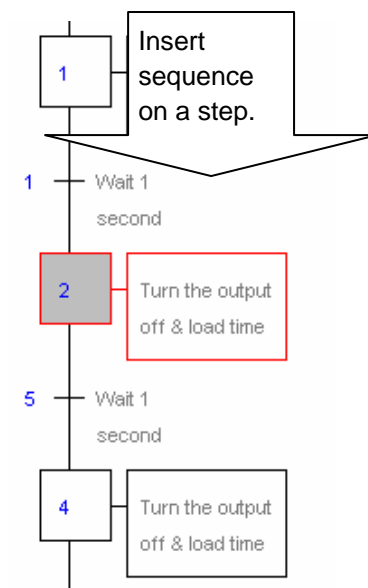 Insert
sequence
on a step.
1
1
Wait 1
second
2
Turn the output
off & load time
5
Wait 1
second
4
Turn the output
off & load time